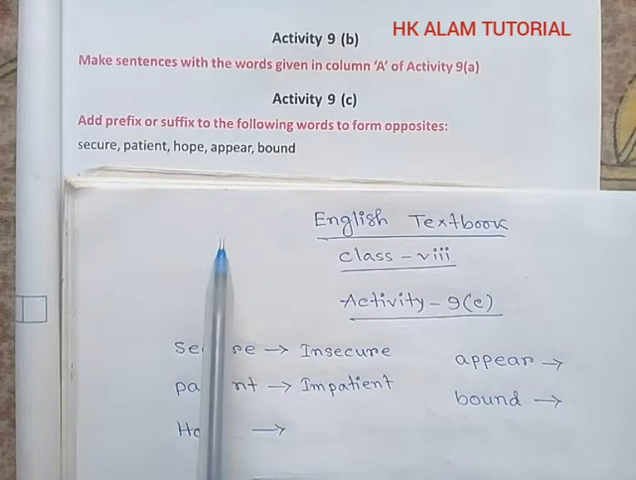 HK ALAM TUTORIAL
Activity 9 (b)
Make sentences with the words given in column ‘A’ of Activity 9(a)
Activity 9 (c)
Add prefix or suffix to the following words to form opposites:
secure, patient, hope, appear, bound
English Textbook
class - viii
Activity - 9(c)
→ Insecure
→ Impatient
→
appear →
bound →